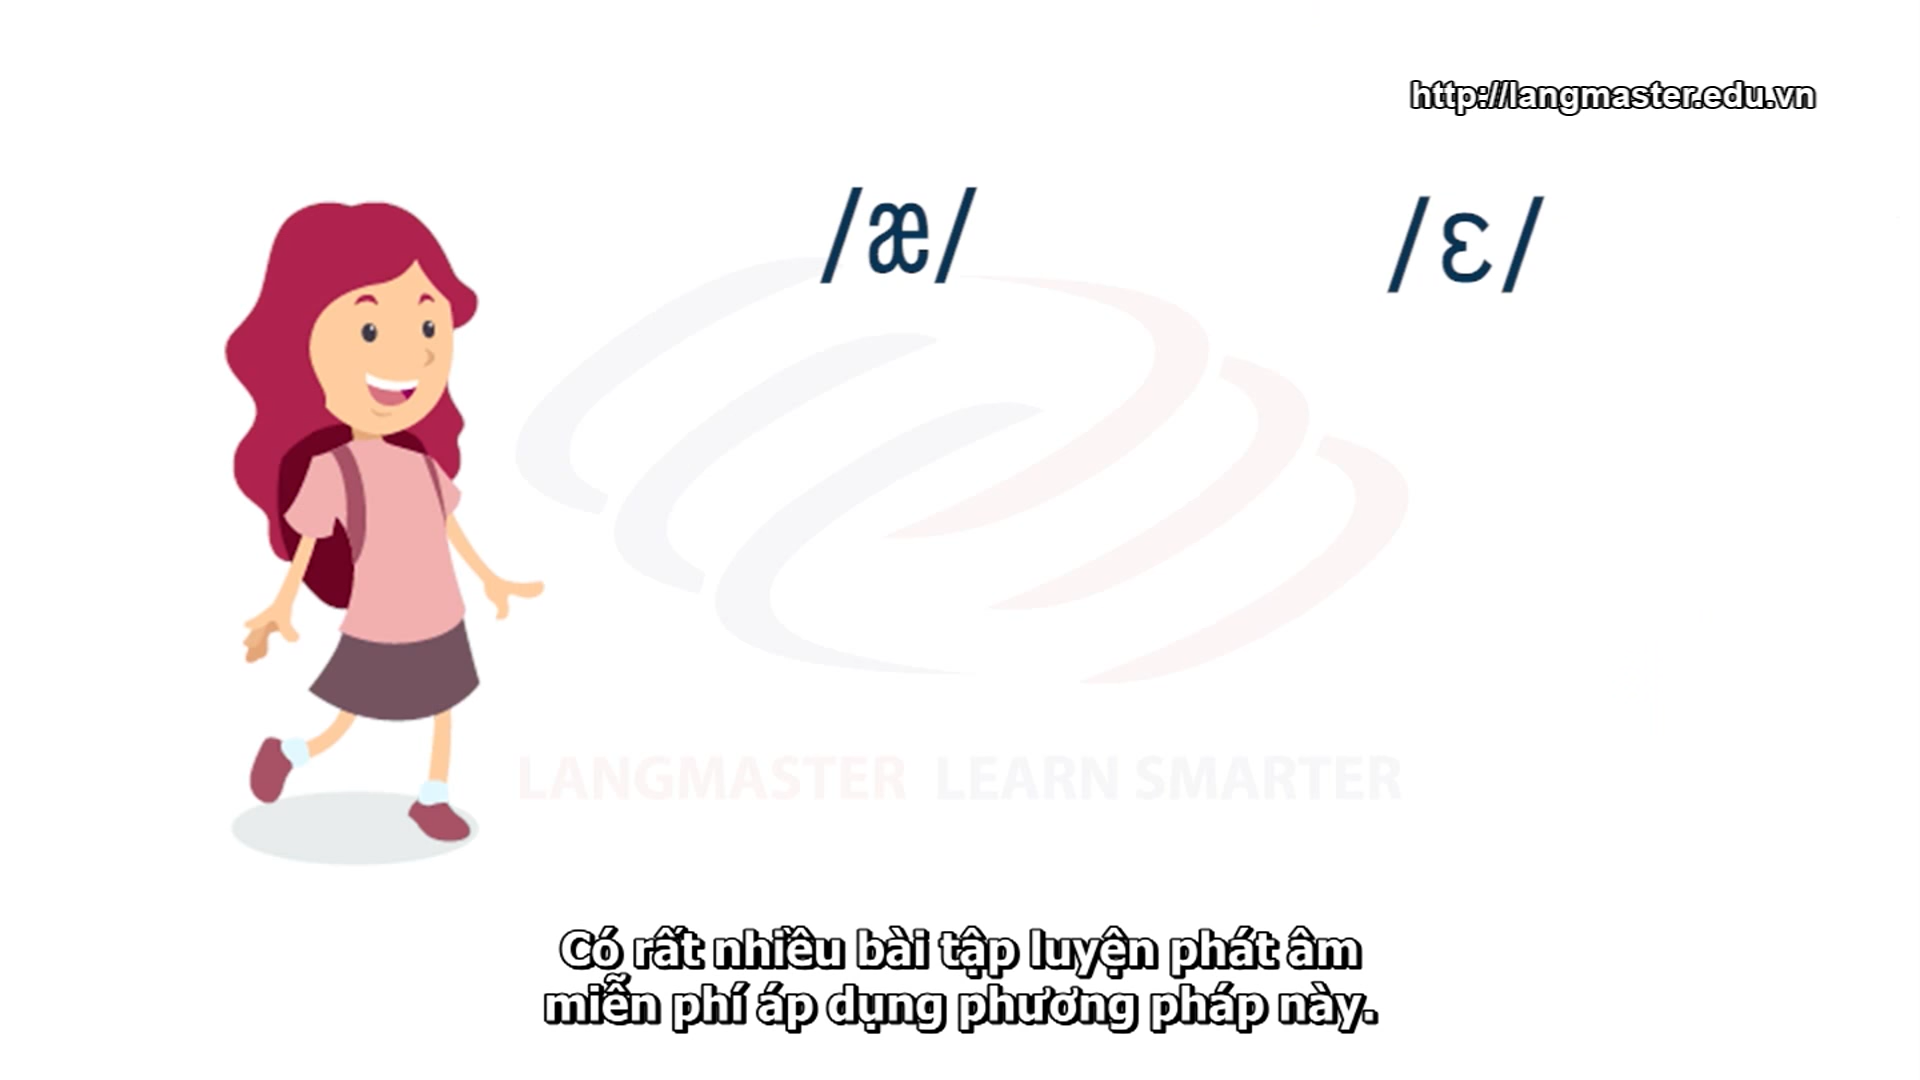 http://langmaster.edu.vn
/æ/ /ɛ/
LANGMASTER LEARN SMARTER
Có rất nhiều bài tập luyện phát âm
miễn phí áp dụng phương pháp này.